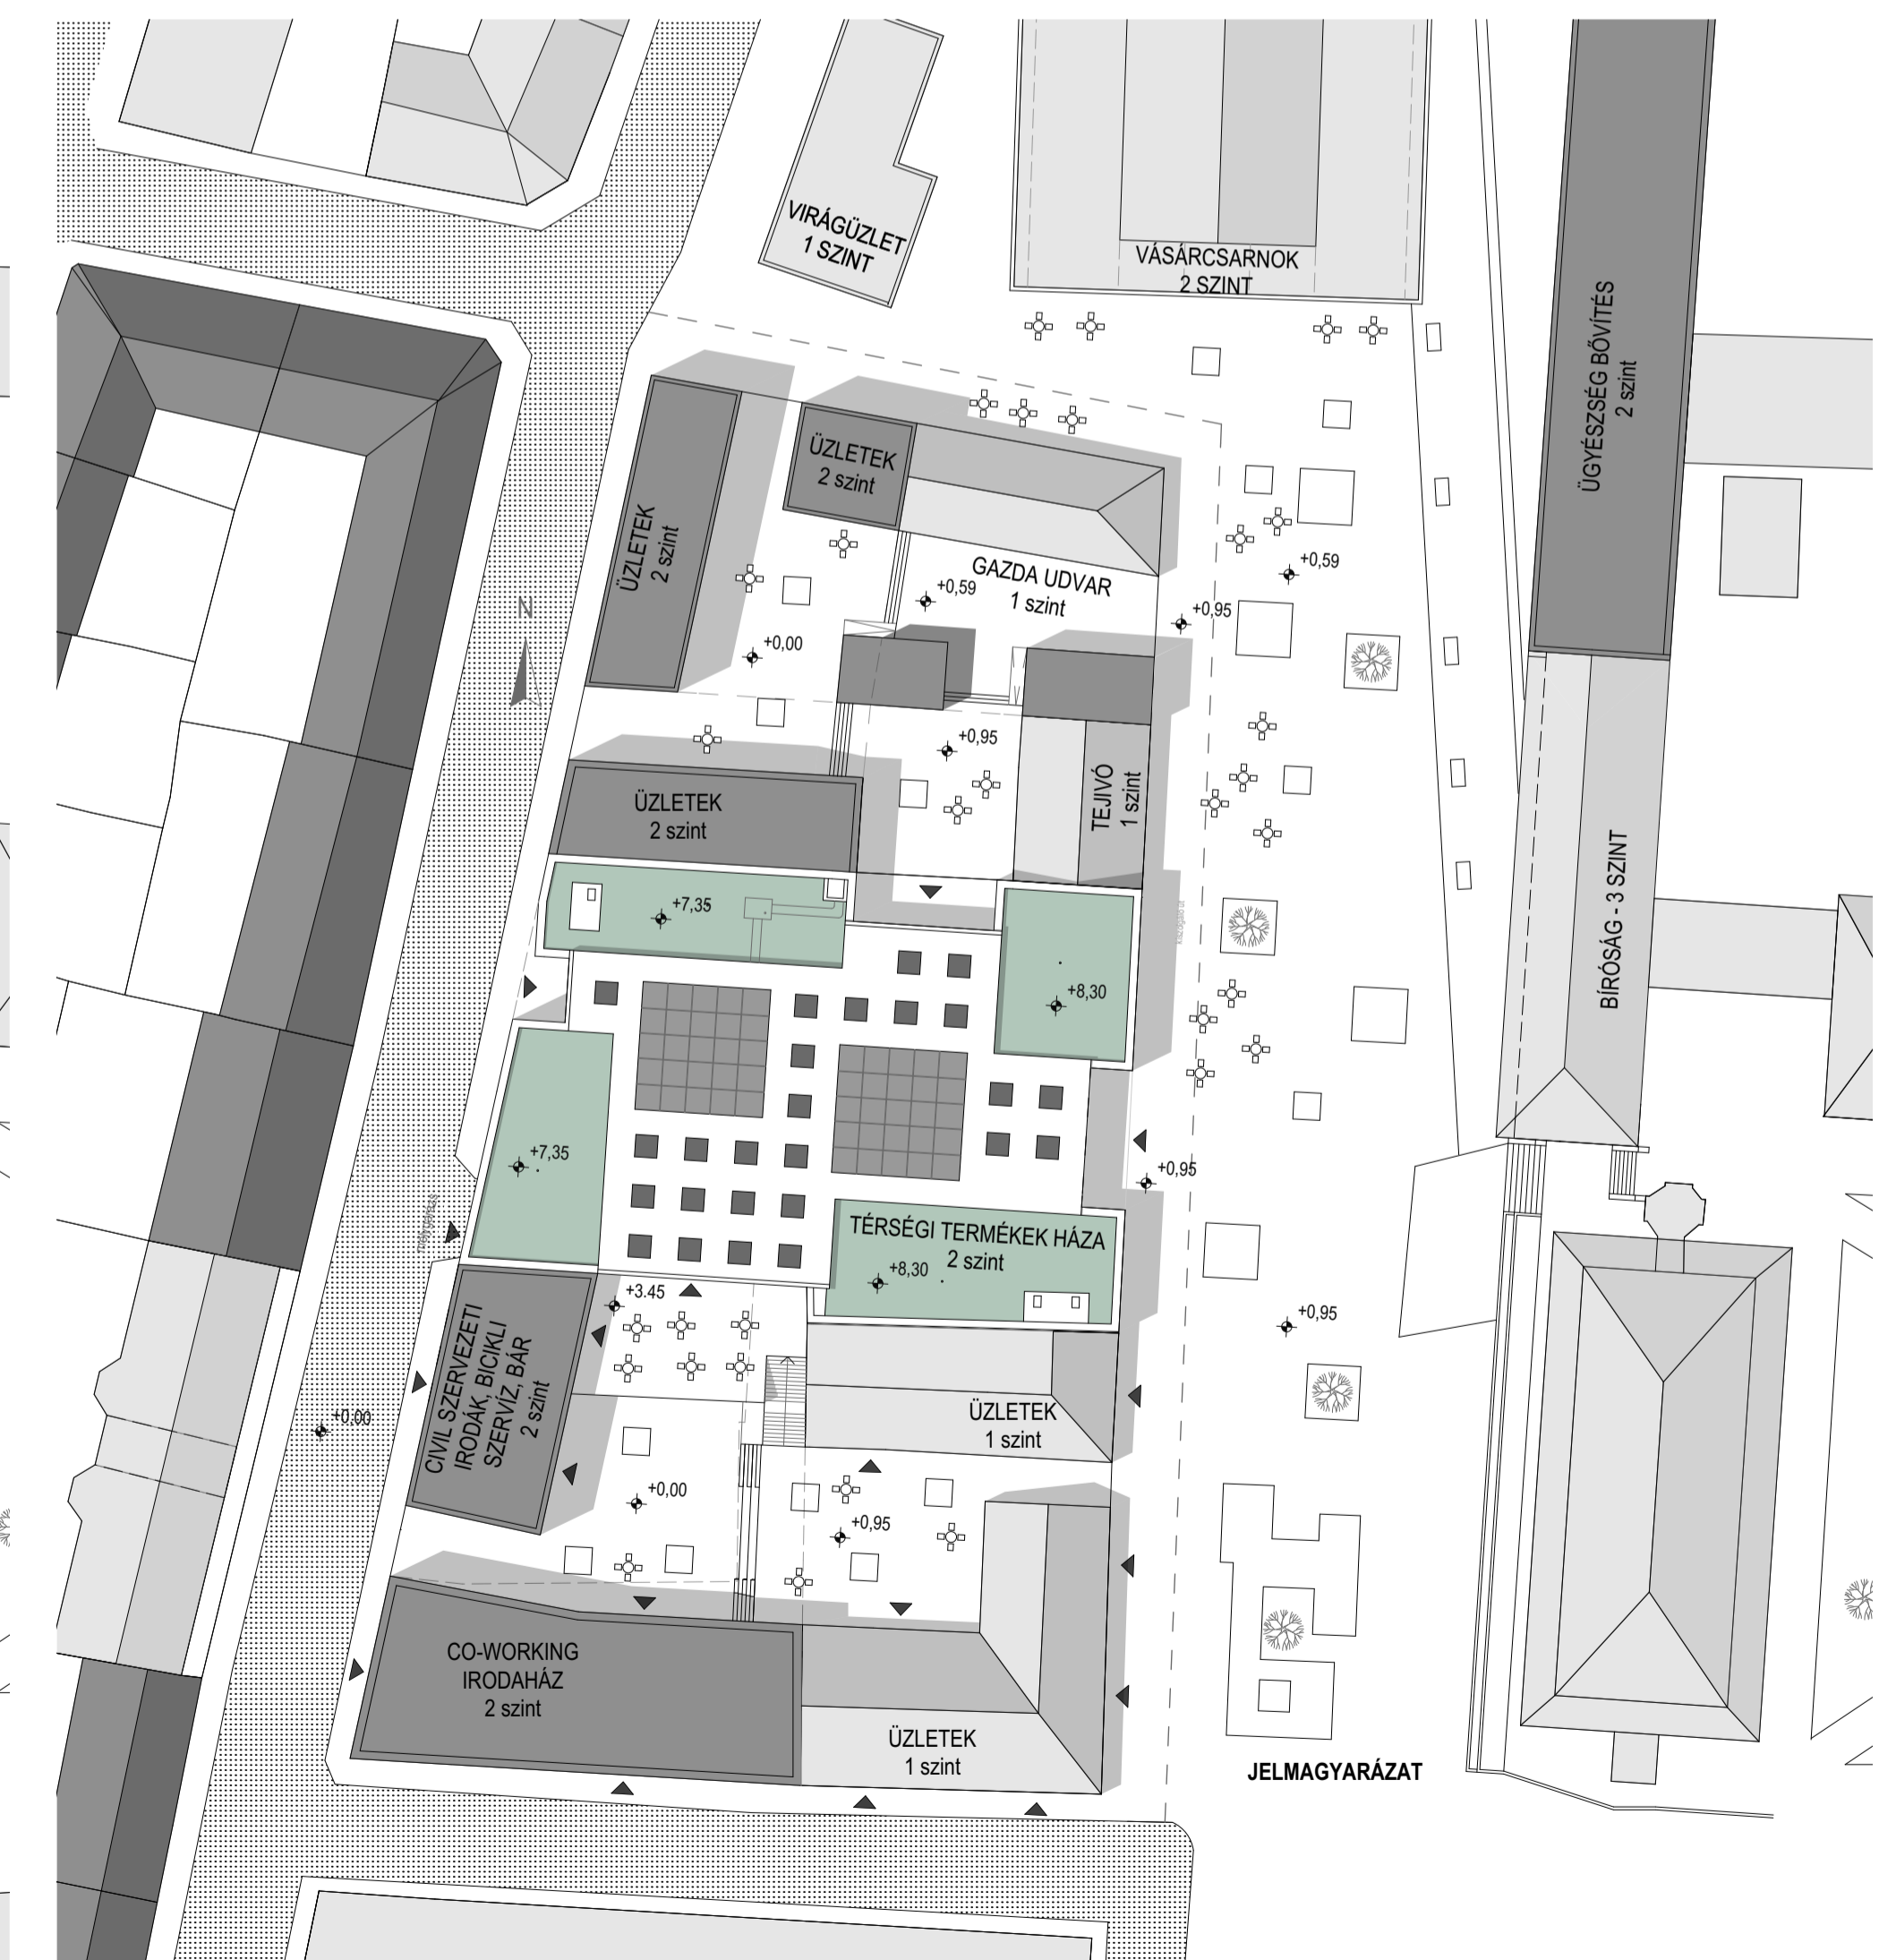 VIRÁGÜZLET
1 SZINT
VÁSÁRCSARNOK
2 SZINT
ÜGYÉSZSÉG BŐVÍTÉS
2 szint
ÜZLETEK
2 szint
ÜZLETEK
2 szint
GAZDA UDVAR
1 szint
+0,59
+0,59
+0,95
N
+0,00
+0,95
ÜZLETEK
2 szint
TEJIVÓ
1 szint
BÍRÓSÁG - 3 SZINT
+7,35
+8,30
+7,35
+0,95
TÉRSÉGI TERMÉKEK HÁZA
2 szint
+8,30
+3.45
+0,95
CIVIL SZERVEZETI
IRODÁK, BICIKLI
SZERVÍZ, BÁR
2 szint
+0,00
ÜZLETEK
1 szint
+0,00
+0,95
CO-WORKING
IRODAHÁZ
2 szint
ÜZLETEK
1 szint
JELMAGYARÁZAT